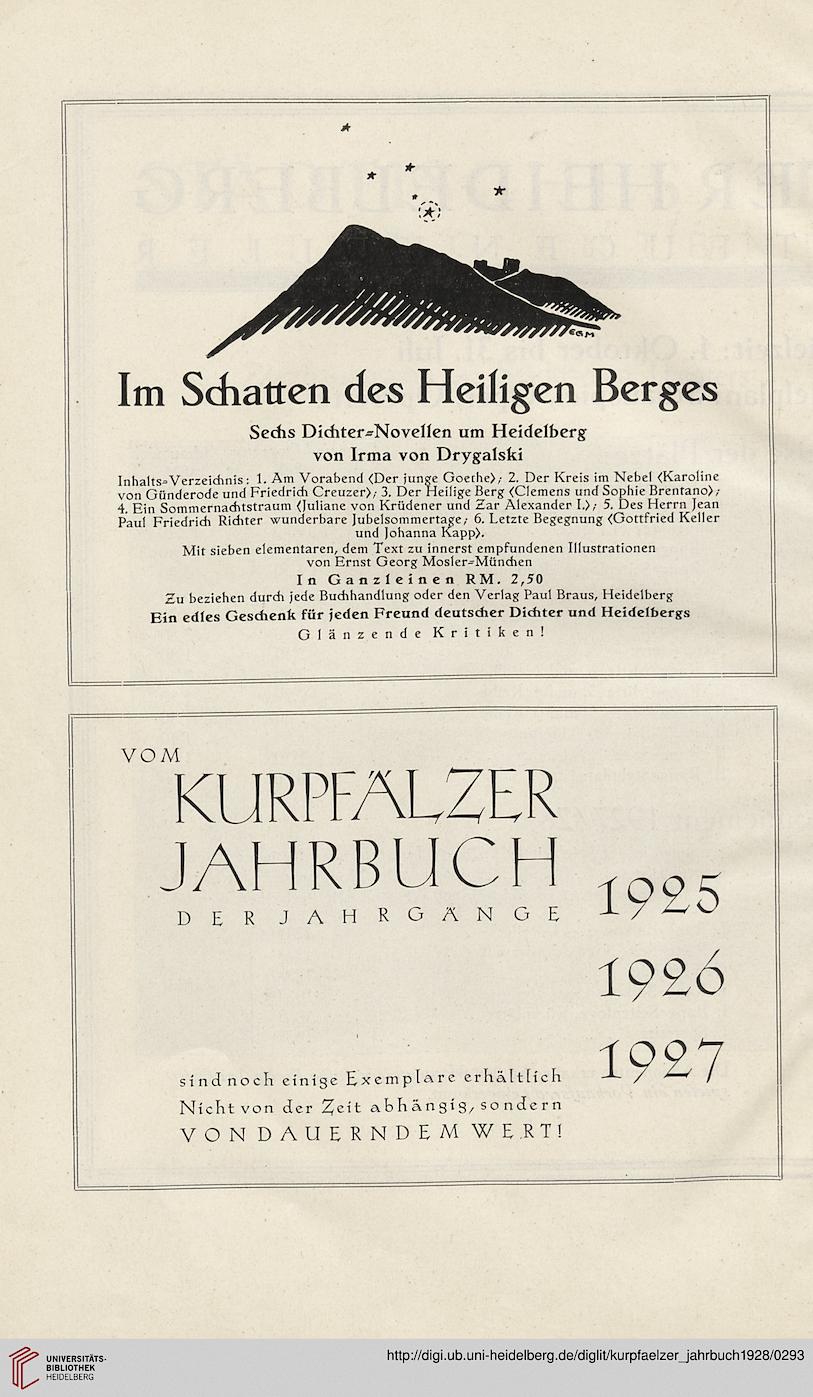 EGM
Im Schatten des Heiligen Berges
Sechs Dichter=Novellen um Heidelberg
von Irma von Drygalski
Inhalts=Verzeichnis: 1. Am Vorabend <Der junge Goethe>; 2. Der Kreis im Nebel <Karoline
von Günderode und Friedrich Creuzer>; 3. Der Heilige Berg <Clemens und Sophie Brentano>;
4. Ein Sommernachtstraum <Juliane von Krüdener und Zar Alexander I.>; 5. Des Herrn Jean
Paul Friedrich Richter wunderbare Jubelsommertage; 6. Letzte Begegnung <Gottfried Keller
und Johanna Kapp>.
Mit sieben elementaren, dem Text zu innerst empfundenen Illustrationen
von Ernst Georg Mosler=München
In Ganzleinen RM. 2,50
Zu beziehen durch jede Buchhandlung oder den Verlag Paul Braus, Heidelberg
Ein edles Geschenk für jeden Freund deutscher Dichter und Heidelbergs
Glänzende Kritiken!
VOM
KURPFÄLZER
JAHRBUCH
DER JAHRGÄNGE
1925
1926
1927
sind noch einige Exemplare erhältlich
Nicht von der Zeit abhängig, sondern
VON DAUERNDEM WERT!
UNIVERSITÄTS-
BIBLIOTHEK
HEIDELBERG
http://digi.ub.uni-heidelberg.de/diglit/kurpfaelzer_jahrbuch1928/0293